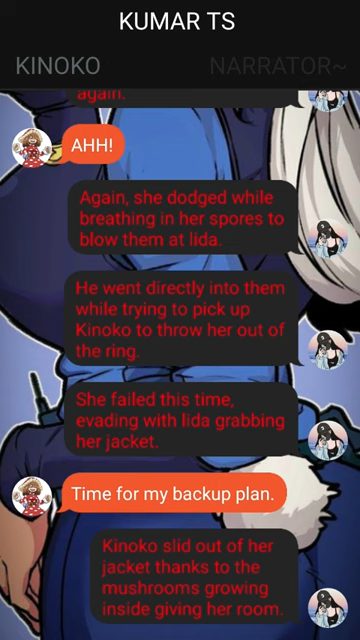 KUMAR TS
KINOKO
NARRATOR~
again.
AHH!
Again, she dodged while
breathing in her spores to
blow them at Iida.
He went directly into them
while trying to pick up
Kinoko to throw her out of
the ring.
She failed this time,
evading with Iida grabbing
her jacket.
Time for my backup plan.
Kinoko slid out of her
jacket thanks to the
mushrooms growing
inside giving her room.